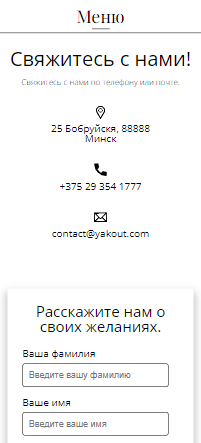 Меню
Свяжитесь с нами!
Свяжитесь с нами по телефону или почте.
25 Бобруйскя, 88888
Минск
+375 29 354 1777
contact@yakout.com
Расскажите нам о
своих желаниях.
Ваша фамилия
Введите вашу фамилию
Ваше имя
Введите ваше имя